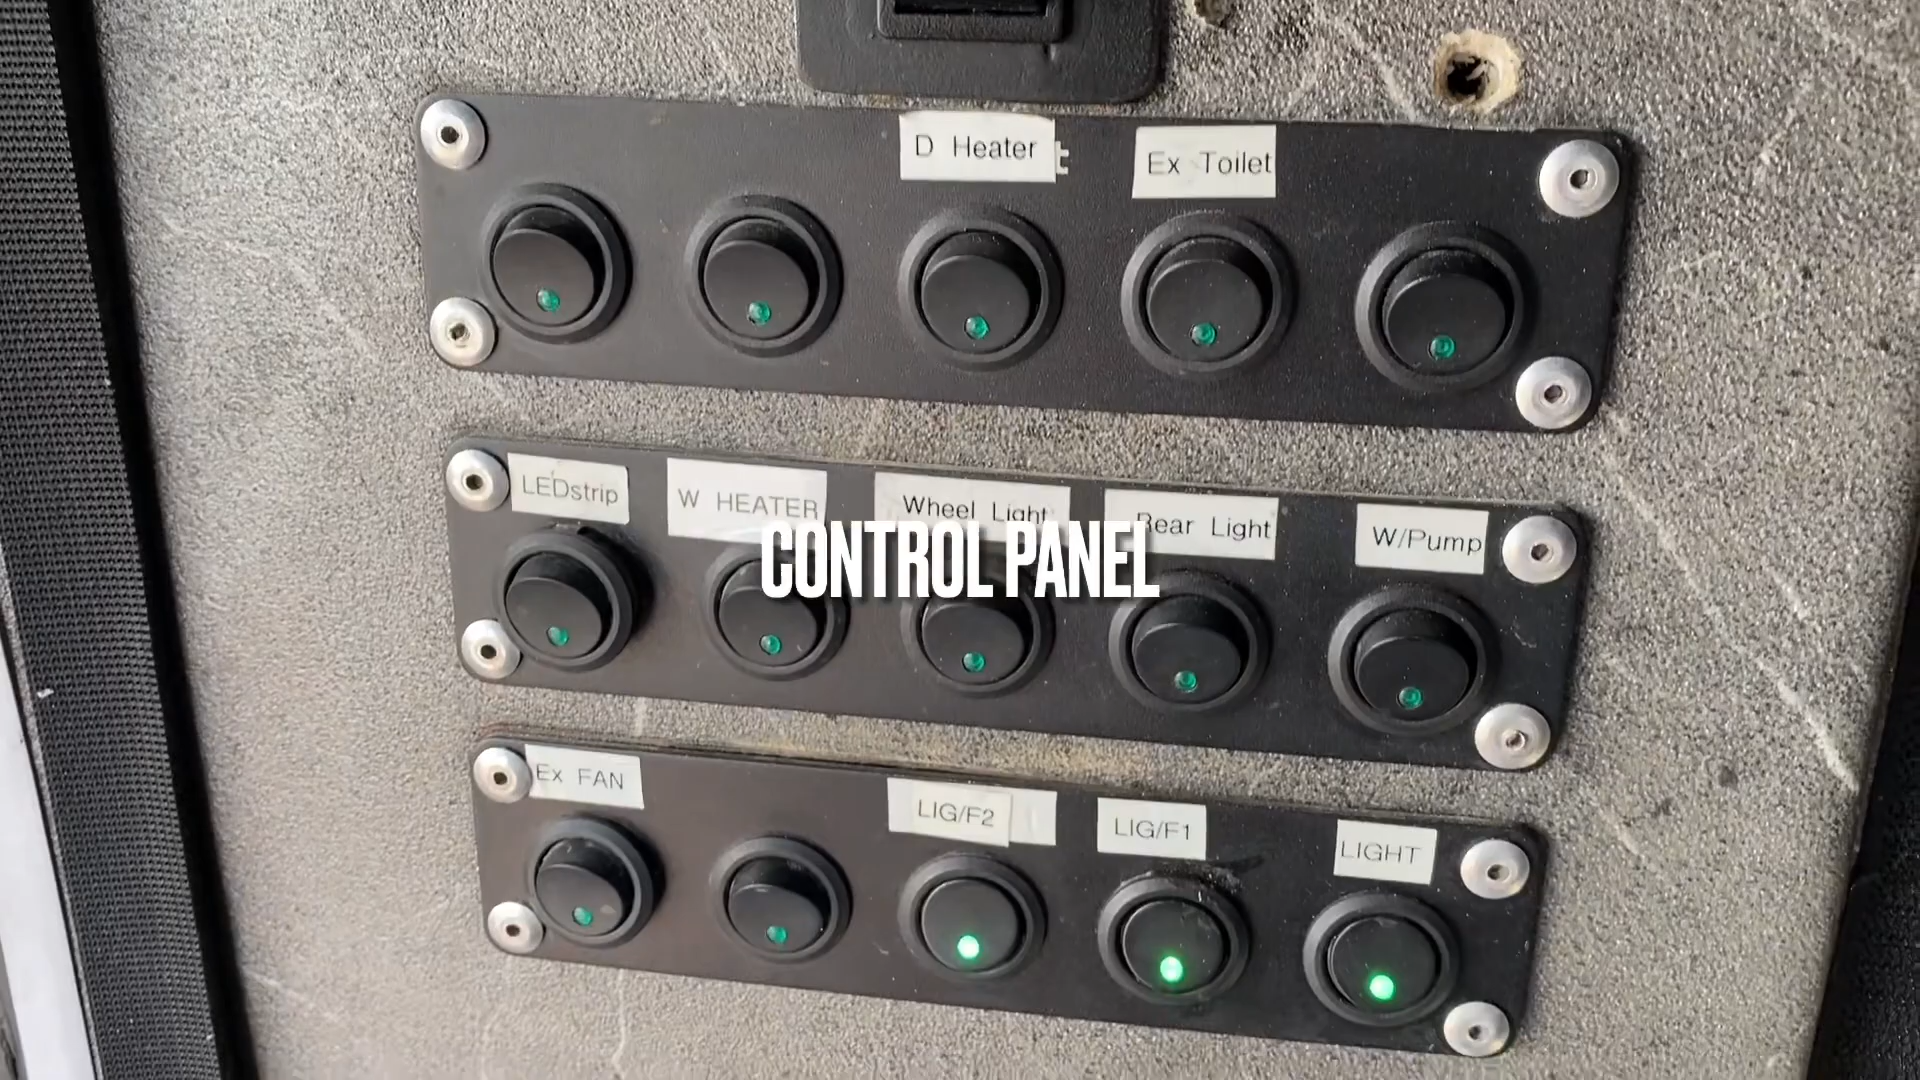 D Heater
t
Ex Toilet
LEDstrip
W HEATER
Wheel Light
Rear Light
W/Pump
CONTROL PANEL
Ex FAN
LIG/F2
LIG/F1
LIGHT